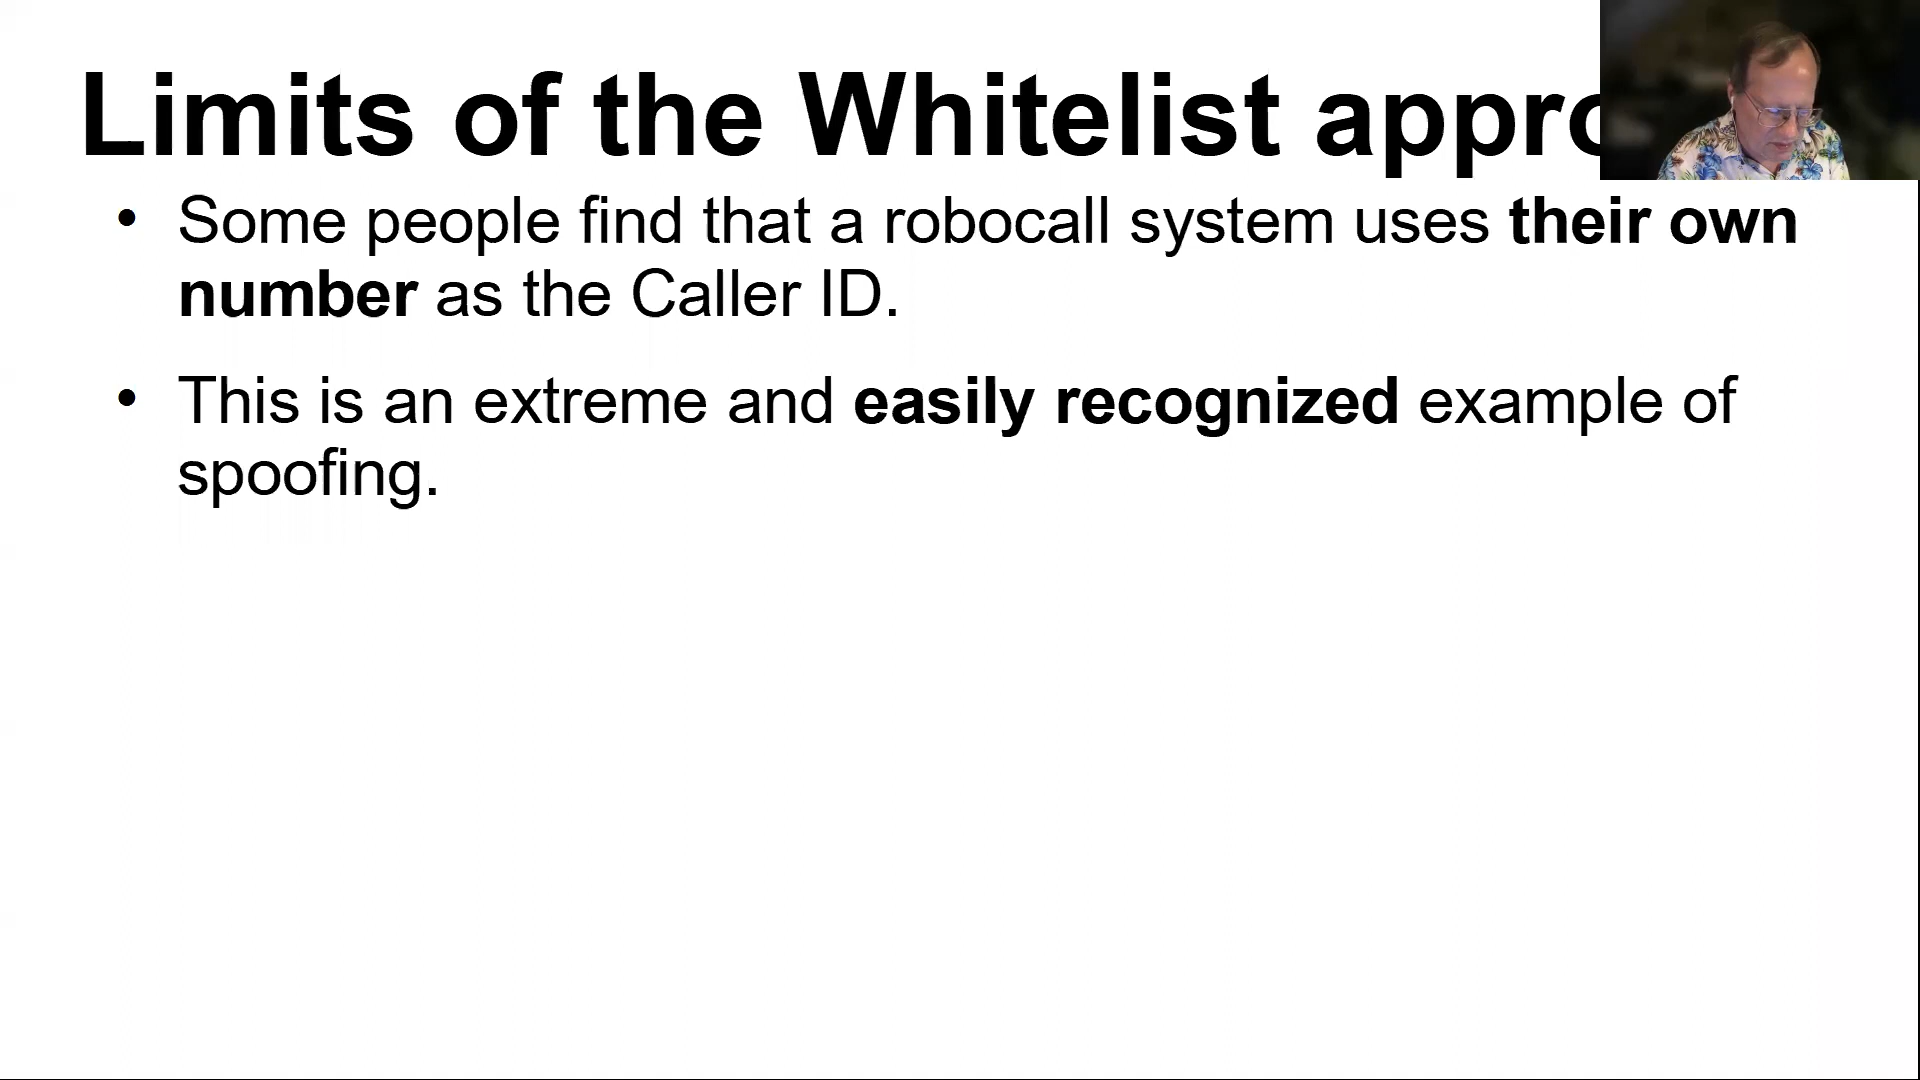 Limits of the Whitelist
• Some people find that a robocall system uses their own
number as the Caller ID.
• This is an extreme and easily recognized example of
spoofing.